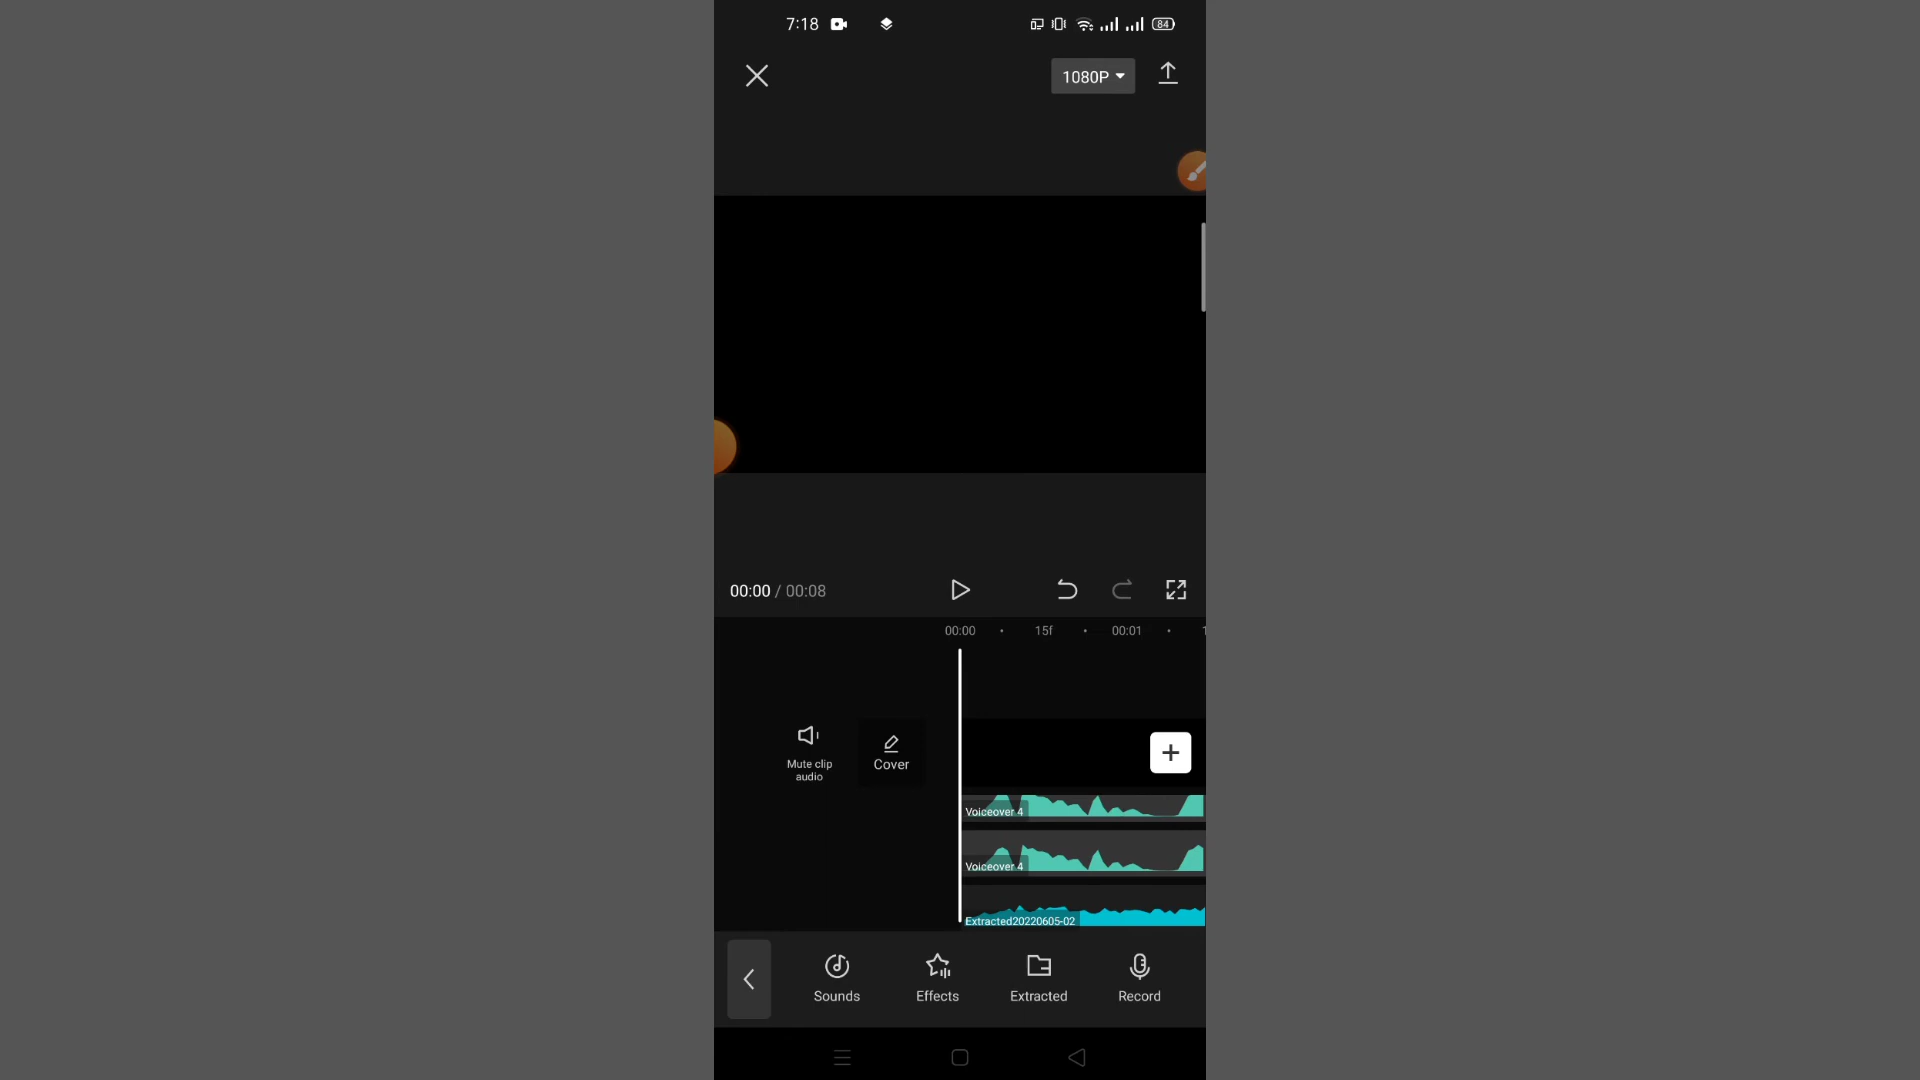 7:18
84
1080P
00:00 / 00:08
00:00
15f
00:01
Mute clip
audio
Cover
Voiceover 4
Voiceover 4
Extracted20220605-02
Sounds
Effects
Extracted
Record